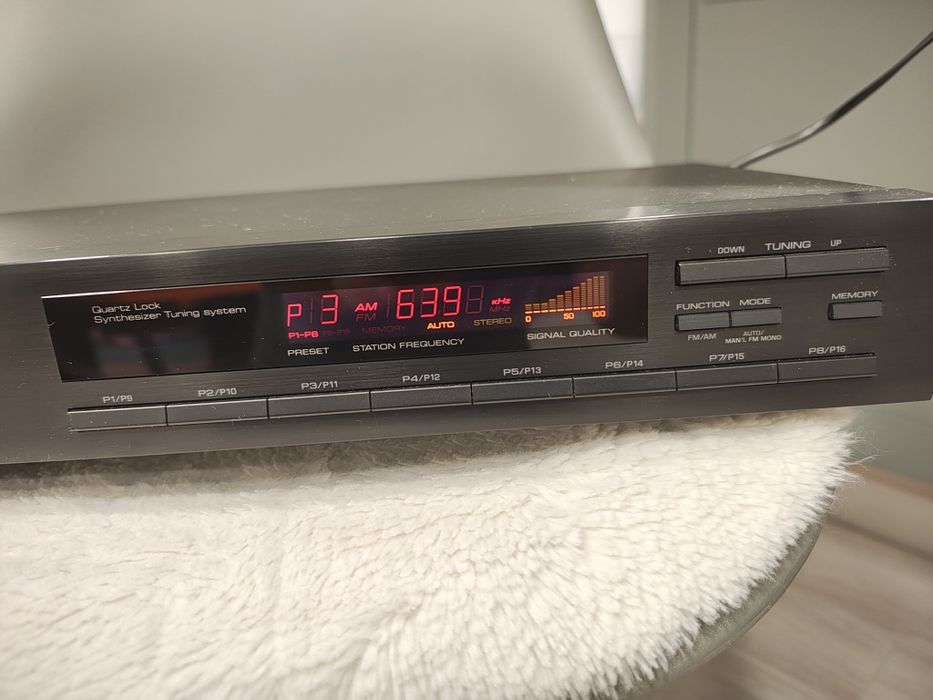 DOWN TUNING UP
Quartz Lock
Synthesizer Tuning system
P 3 AM 639 kHz
FM MHz
P1-P8 P9-P16 MEMORY AUTO STEREO
0 50 100
PRESET STATION FREQUENCY SIGNAL QUALITY
FUNCTION MODE MEMORY
FM/AM AUTO/
MAN'L FM MONO
P1/P9 P2/P10 P3/P11 P4/P12 P5/P13 P6/P14 P7/P15 P8/P16